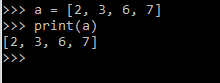 >>> a = [2, 3, 6, 7]
>>> print(a)
[2, 3, 6, 7]
>>>